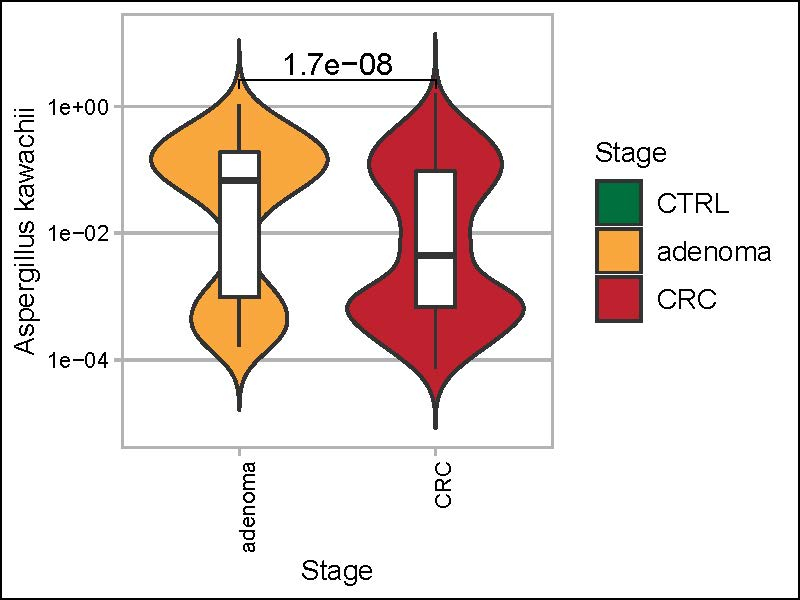 1.7e−08
Aspergillus kawachii
1e+00
1e−02
1e−04
adenoma
CRC
Stage
Stage
CTRL
adenoma
CRC